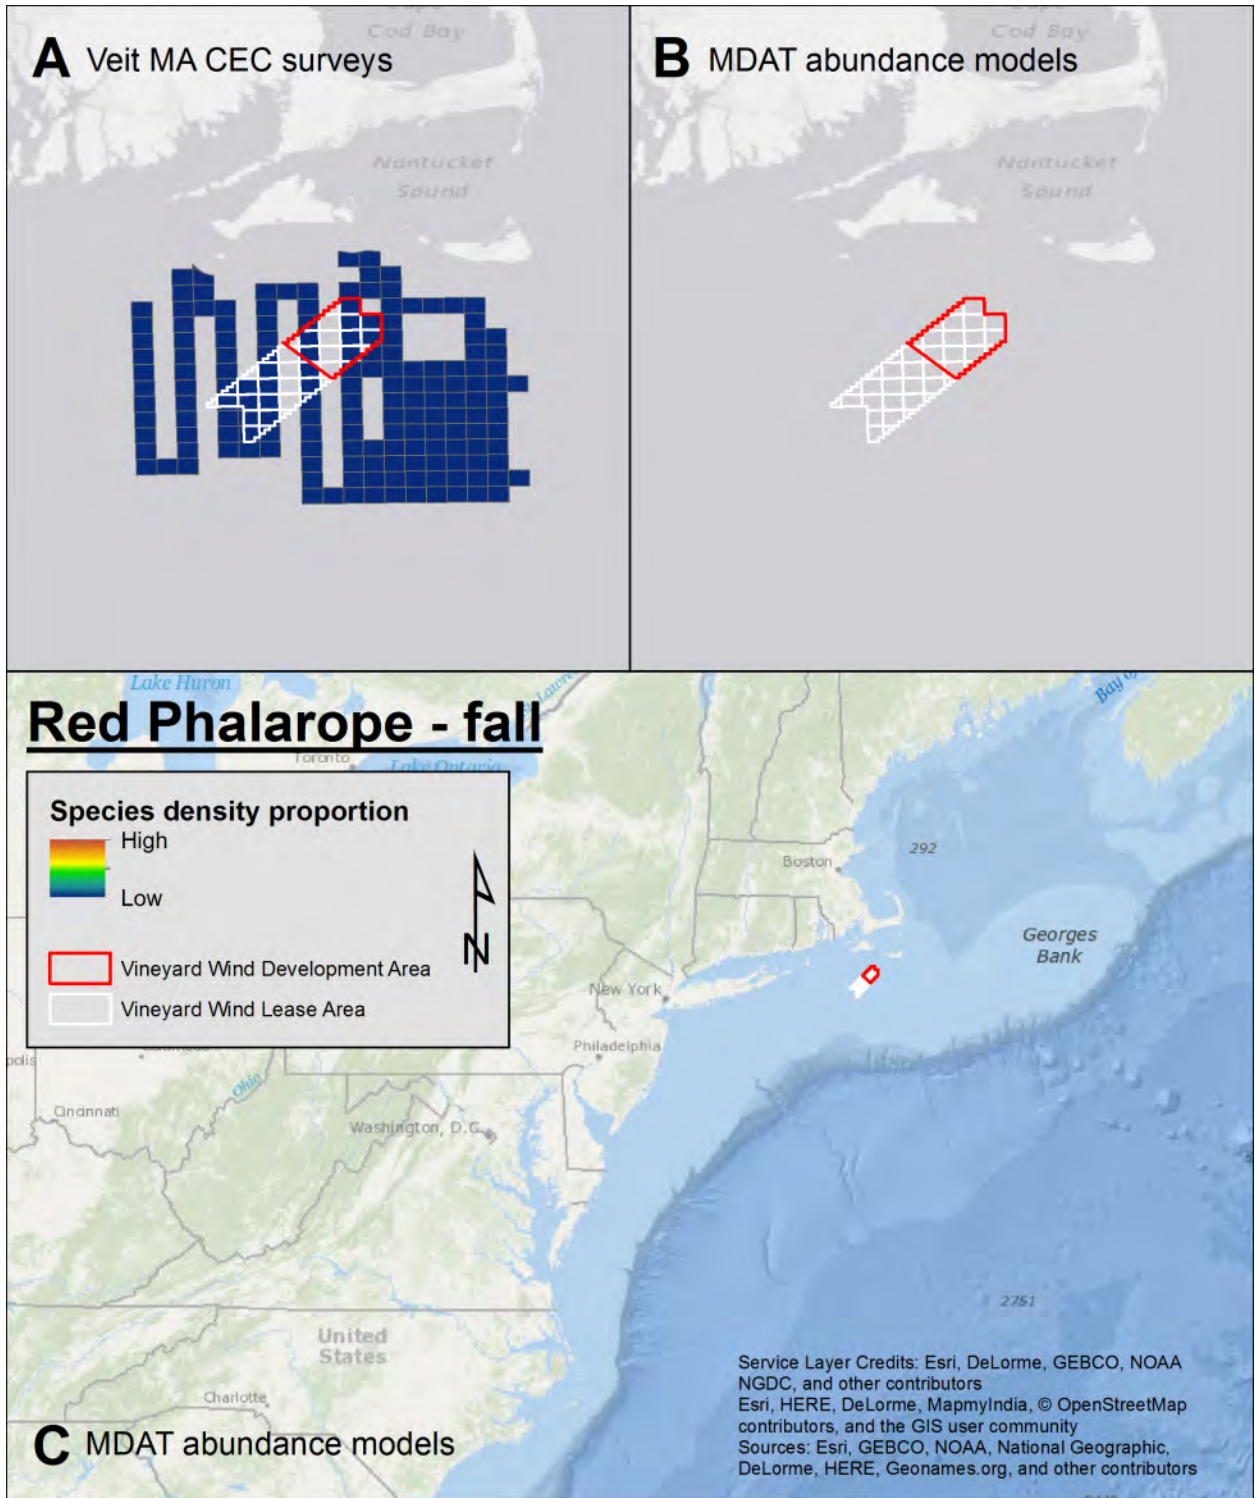 A Veit MA CEC surveys
Cod Bay
Nantucket
Sound
B MDAT abundance models
Cod Bay
Nantucket
Sound
Lake Huron
Bay of
Red Phalarope - fall
Toronto
Lake Ontario
Species density proportion
High
Low
N
Vineyard Wind Development Area
Vineyard Wind Lease Area
Boston
292
Georges
Bank
New York
Philadelphia
Ohio
Cincinnati
Washington, D.C.
2751
United
States
Charlotte
C MDAT abundance models
Service Layer Credits: Esri, DeLorme, GEBCO, NOAA
NGDC, and other contributors
Esri, HERE, DeLorme, MapmyIndia, © OpenStreetMap
contributors, and the GIS user community
Sources: Esri, GEBCO, NOAA, National Geographic,
DeLorme, HERE, Geonames.org, and other contributors